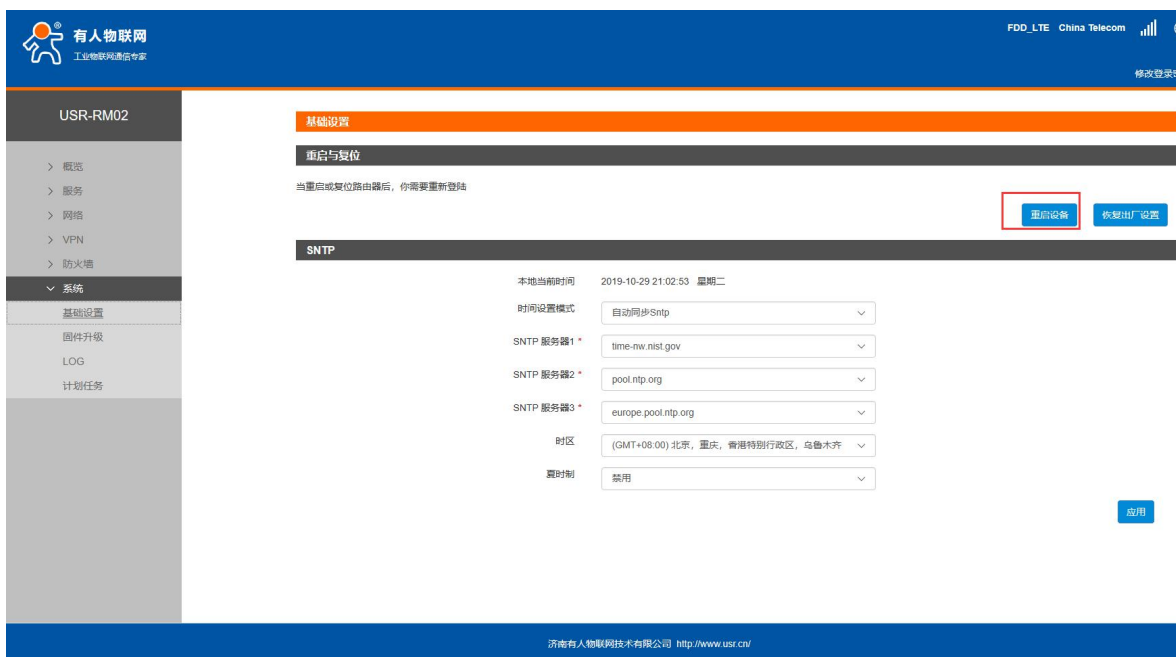 有人物联网
工业物联网通信专家
FDD_LTE China Telecom
修改登录
USR-RM02
概览
服务
网络
VPN
防火墙
系统
基础设置
固件升级
LOG
计划任务
基础设置
重启与复位
当重启或复位路由器后，你需要重新登陆
重启设备 恢复出厂设置
SNTP
本地当前时间 2019-10-29 21:02:53 星期二
时间设置模式 自动同步Sntp
SNTP 服务器1 * time-nw.nist.gov
SNTP 服务器2 * pool.ntp.org
SNTP 服务器3 * europe.pool.ntp.org
时区 (GMT+08:00) 北京，重庆，香港特别行政区，乌鲁木齐
夏时制 禁用
应用
济南有人物联网技术有限公司 http://www.usr.cn/